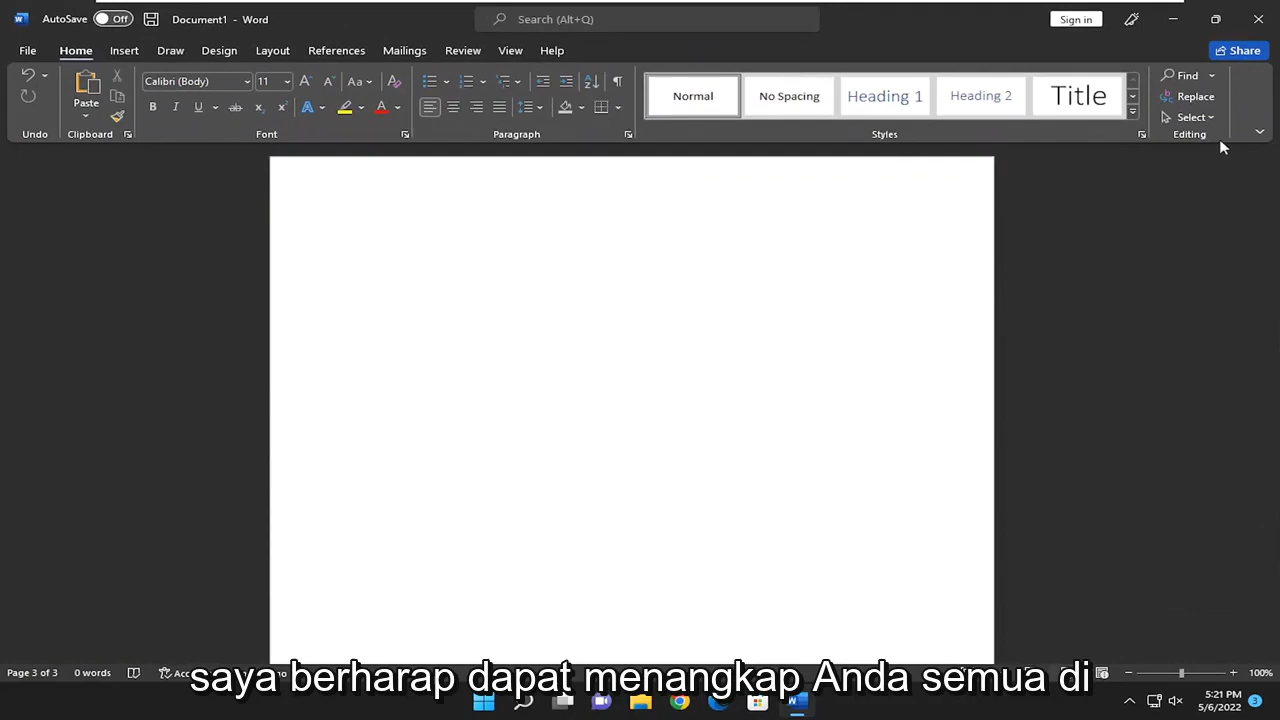 AutoSave Off Document1 - Word Search (Alt+Q) Sign in
File Home Insert Draw Design Layout References Mailings Review View Help Share
Paste Calibri (Body) 11 Aa Normal No Spacing Heading 1 Heading 2 Title Find
Replace
Select
Undo Clipboard Font Paragraph Styles Editing
Page 3 of 3 0 words 100%
saya berharap dapat menangkap Anda semua di
5:21 PM
5/6/2022 3